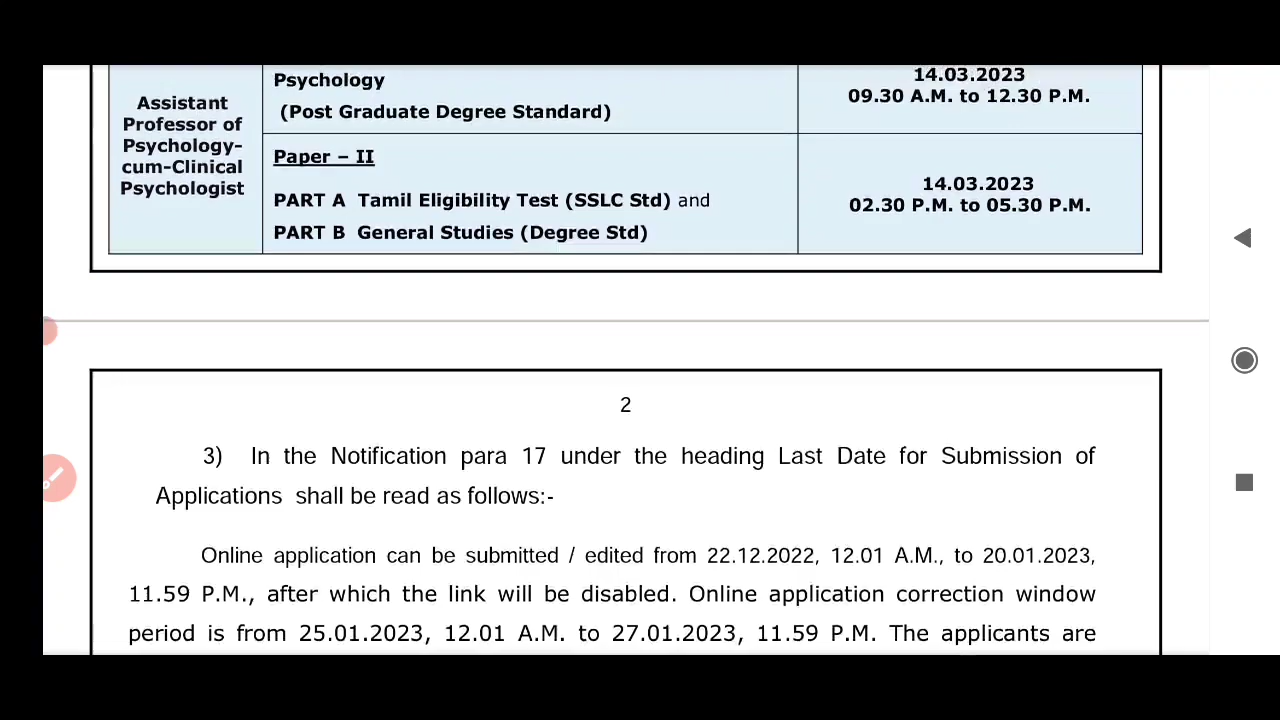 Assistant
Professor of
Psychology-
cum-Clinical
Psychologist
Psychology
(Post Graduate Degree Standard)
14.03.2023
09.30 A.M. to 12.30 P.M.
Paper – II
PART A  Tamil Eligibility Test (SSLC Std) and
PART B  General Studies (Degree Std)
14.03.2023
02.30 P.M. to 05.30 P.M.
2
3)  In the Notification para 17 under the heading Last Date for Submission of
Applications  shall be read as follows:-
Online application can be submitted / edited from 22.12.2022, 12.01 A.M., to 20.01.2023,
11.59 P.M., after which the link will be disabled. Online application correction window
period is from 25.01.2023, 12.01 A.M. to 27.01.2023, 11.59 P.M. The applicants are